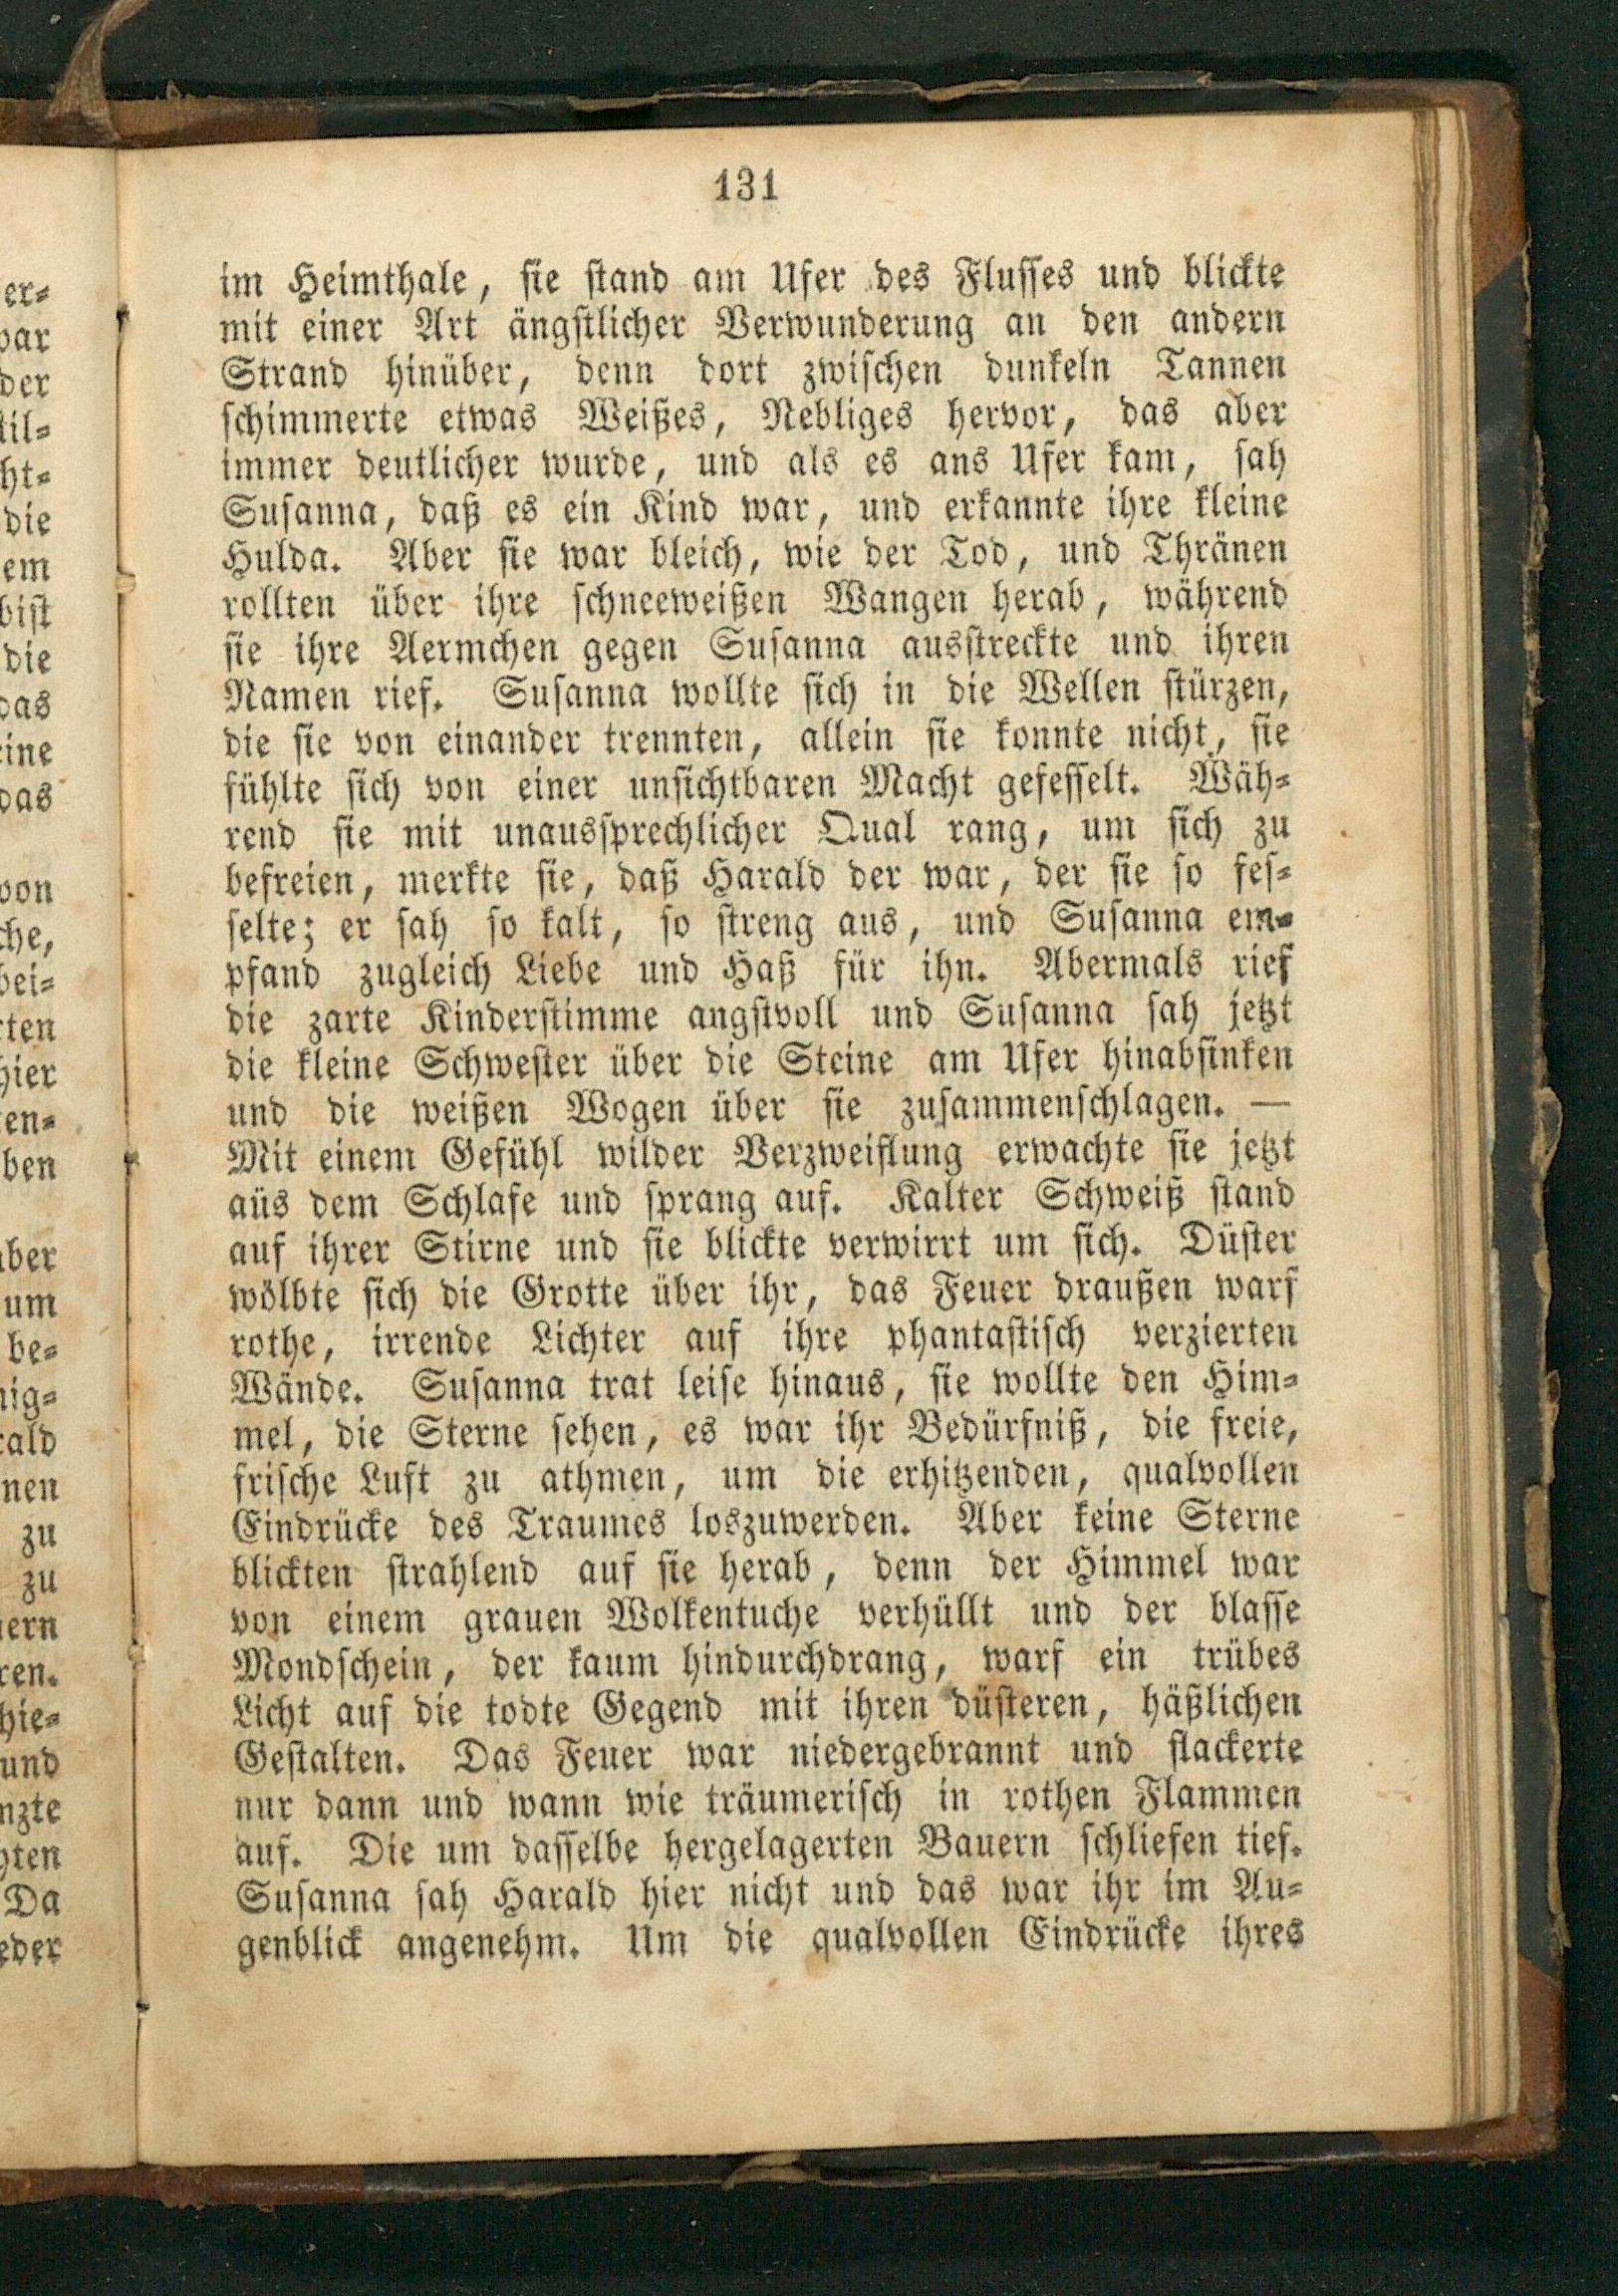 131
im Heimthale, sie stand am Ufer des Flusses und blickte
mit einer Art ängstlicher Verwunderung an den andern
Strand hinüber, denn dort zwischen dunkeln Tannen
schimmerte etwas Weißes, Nebliges hervor, das aber
immer deutlicher wurde, und als es ans Ufer kam, sah
Susanna, daß es ein Kind war, und erkannte ihre kleine
Hulda. Aber sie war bleich, wie der Tod, und Thränen
rollten über ihre schneeweißen Wangen herab, während
sie ihre Aermchen gegen Susanna ausstreckte und ihren
Namen rief. Susanna wollte sich in die Wellen stürzen,
die sie von einander trennten, allein sie konnte nicht, sie
fühlte sich von einer unsichtbaren Macht gefesselt. Wäh-
rend sie mit unaussprechlicher Qual rang, um sich zu
befreien, merkte sie, daß Harald der war, der sie so fes-
selte; er sah so kalt, so streng aus, und Susanna em-
pfand zugleich Liebe und Haß für ihn. Abermals rief
die zarte Kinderstimme angstvoll und Susanna sah jetzt
die kleine Schwester über die Steine am Ufer hinabsinken
und die weißen Wogen über sie zusammenschlagen. —
Mit einem Gefühl wilder Verzweiflung erwachte sie jetzt
aüs dem Schlafe und sprang auf. Kalter Schweiß stand
auf ihrer Stirne und sie blickte verwirrt um sich. Düster
wölbte sich die Grotte über ihr, das Feuer draußen warf
rothe, irrende Lichter auf ihre phantastisch verzierten
Wände. Susanna trat leise hinaus, sie wollte den Him-
mel, die Sterne sehen, es war ihr Bedürfniß, die freie,
frische Luft zu athmen, um die erhitzenden, qualvollen
Eindrücke des Traumes loszuwerden. Aber keine Sterne
blickten strahlend auf sie herab, denn der Himmel war
von einem grauen Wolkentuche verhüllt und der blasse
Mondschein, der kaum hindurchdrang, warf ein trübes
Licht auf die todte Gegend mit ihren düsteren, häßlichen
Gestalten. Das Feuer war niedergebrannt und flackerte
nur dann und wann wie träumerisch in rothen Flammen
auf. Die um dasselbe hergelagerten Bauern schliefen tief.
Susanna sah Harald hier nicht und das war ihr im Au-
genblick angenehm. Um die qualvollen Eindrücke ihres